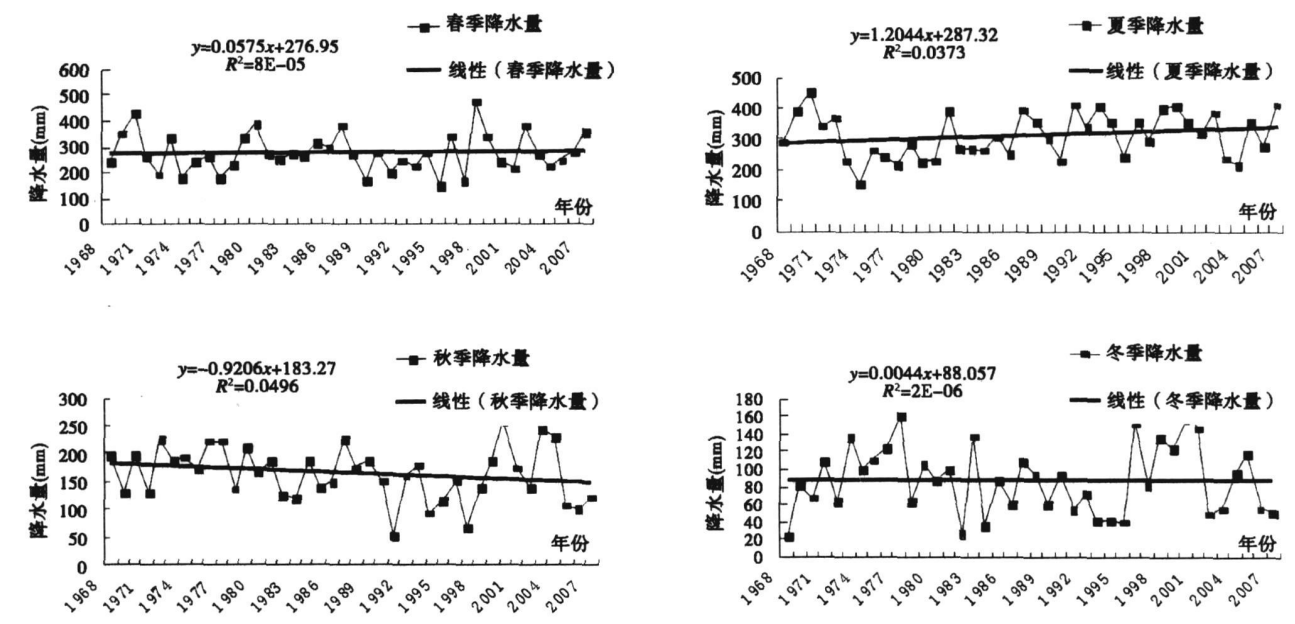 春季降水量
y=0.0575x+276.95
R²=8E-05
线性（春季降水量）
600
500
400
300
200
100
0
降水量(mm)
年份
1968 1971 1974 1977 1980 1983 1986 1989 1992 1995 1998 2001 2004 2007
夏季降水量
y=1.2044x+287.32
R²=0.0373
线性（夏季降水量）
500
400
300
200
100
0
降水量(mm)
年份
1968 1971 1974 1977 1980 1983 1986 1989 1992 1995 1998 2001 2004 2007
秋季降水量
y=-0.9206x+183.27
R²=0.0496
线性（秋季降水量）
300
250
200
150
100
50
0
降水量(mm)
年份
1968 1971 1974 1977 1980 1983 1986 1989 1992 1995 1998 2001 2004 2007
冬季降水量
y=0.0044x+88.057
R²=2E-06
线性（冬季降水量）
180
160
140
120
100
80
60
40
20
0
降水量(mm)
年份
1968 1971 1974 1977 1980 1983 1986 1989 1992 1995 1998 2001 2004 2007